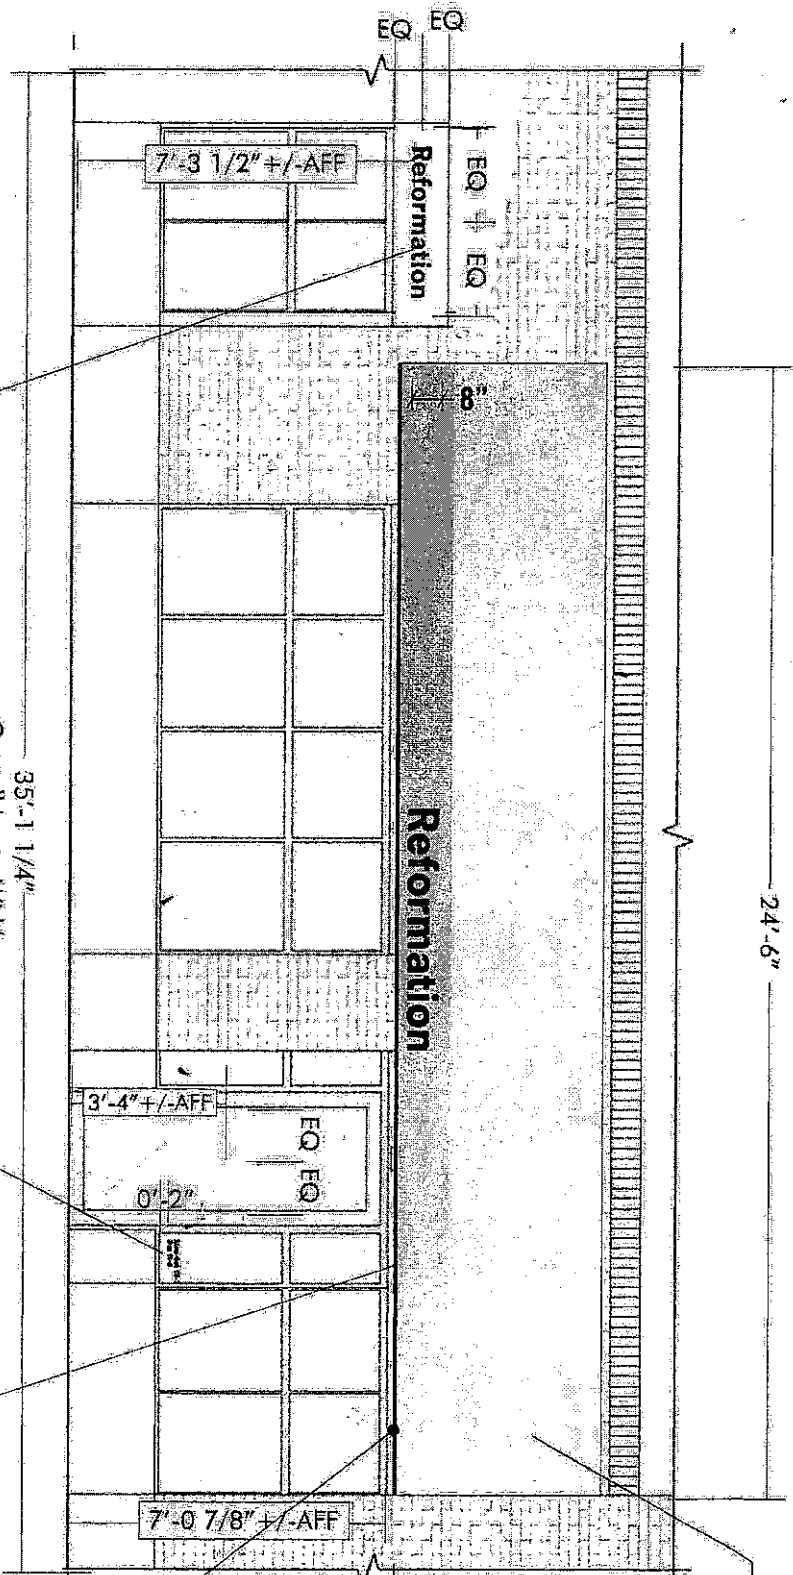 EQ EQ
7'-3 1/2" +/-AFF
Reformation
EQ EQ
8"
24'-6"
35'-1 1/4"
Reformation
3'-4" +/-AFF
EQ EQ
0'-2"
7'-0 7/8" +/-AFF